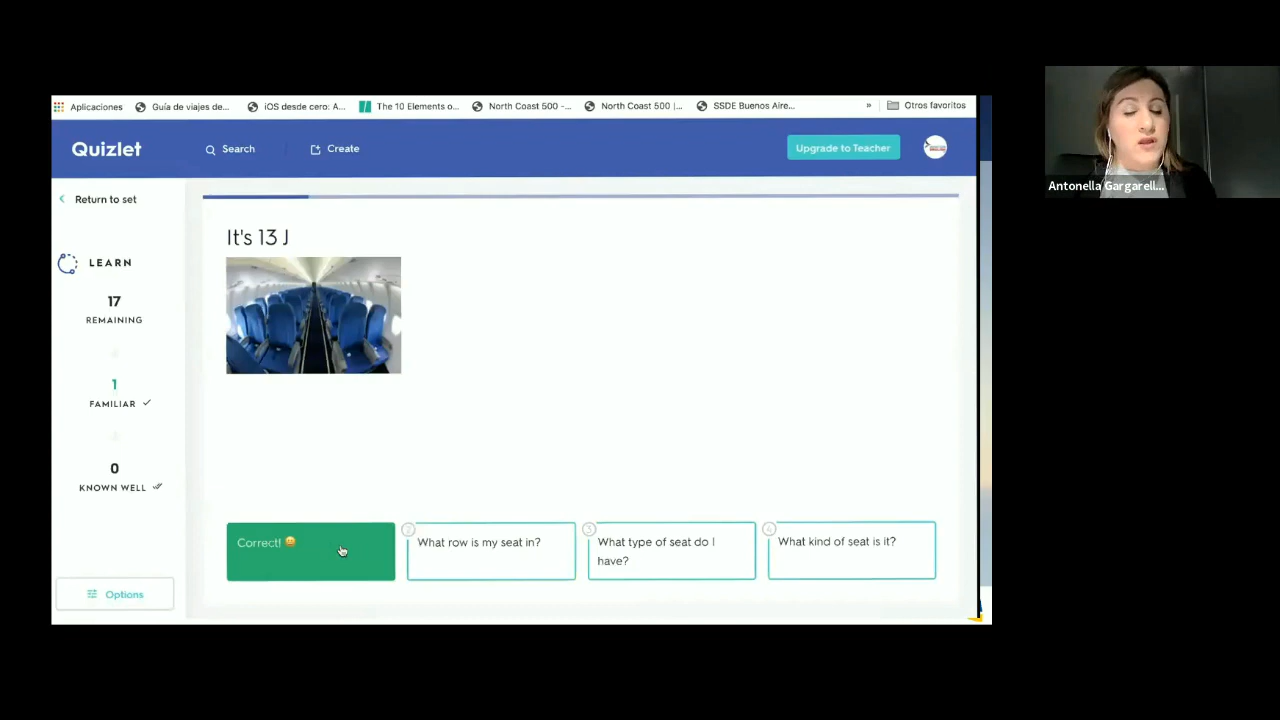 Aplicaciones Guía de viajes de... iOS desde cero: A... The 10 Elements o... North Coast 500 -... North Coast 500 |... SSDE Buenos Aire... » Otros favoritos
Quizlet Search Create Upgrade to Teacher
Return to set
LEARN
17
REMAINING
1
FAMILIAR
0
KNOWN WELL
Options
It's 13 J
Correct!
2
What row is my seat in?
3
What type of seat do I
have?
4
What kind of seat is it?
Antonella Gargarell...